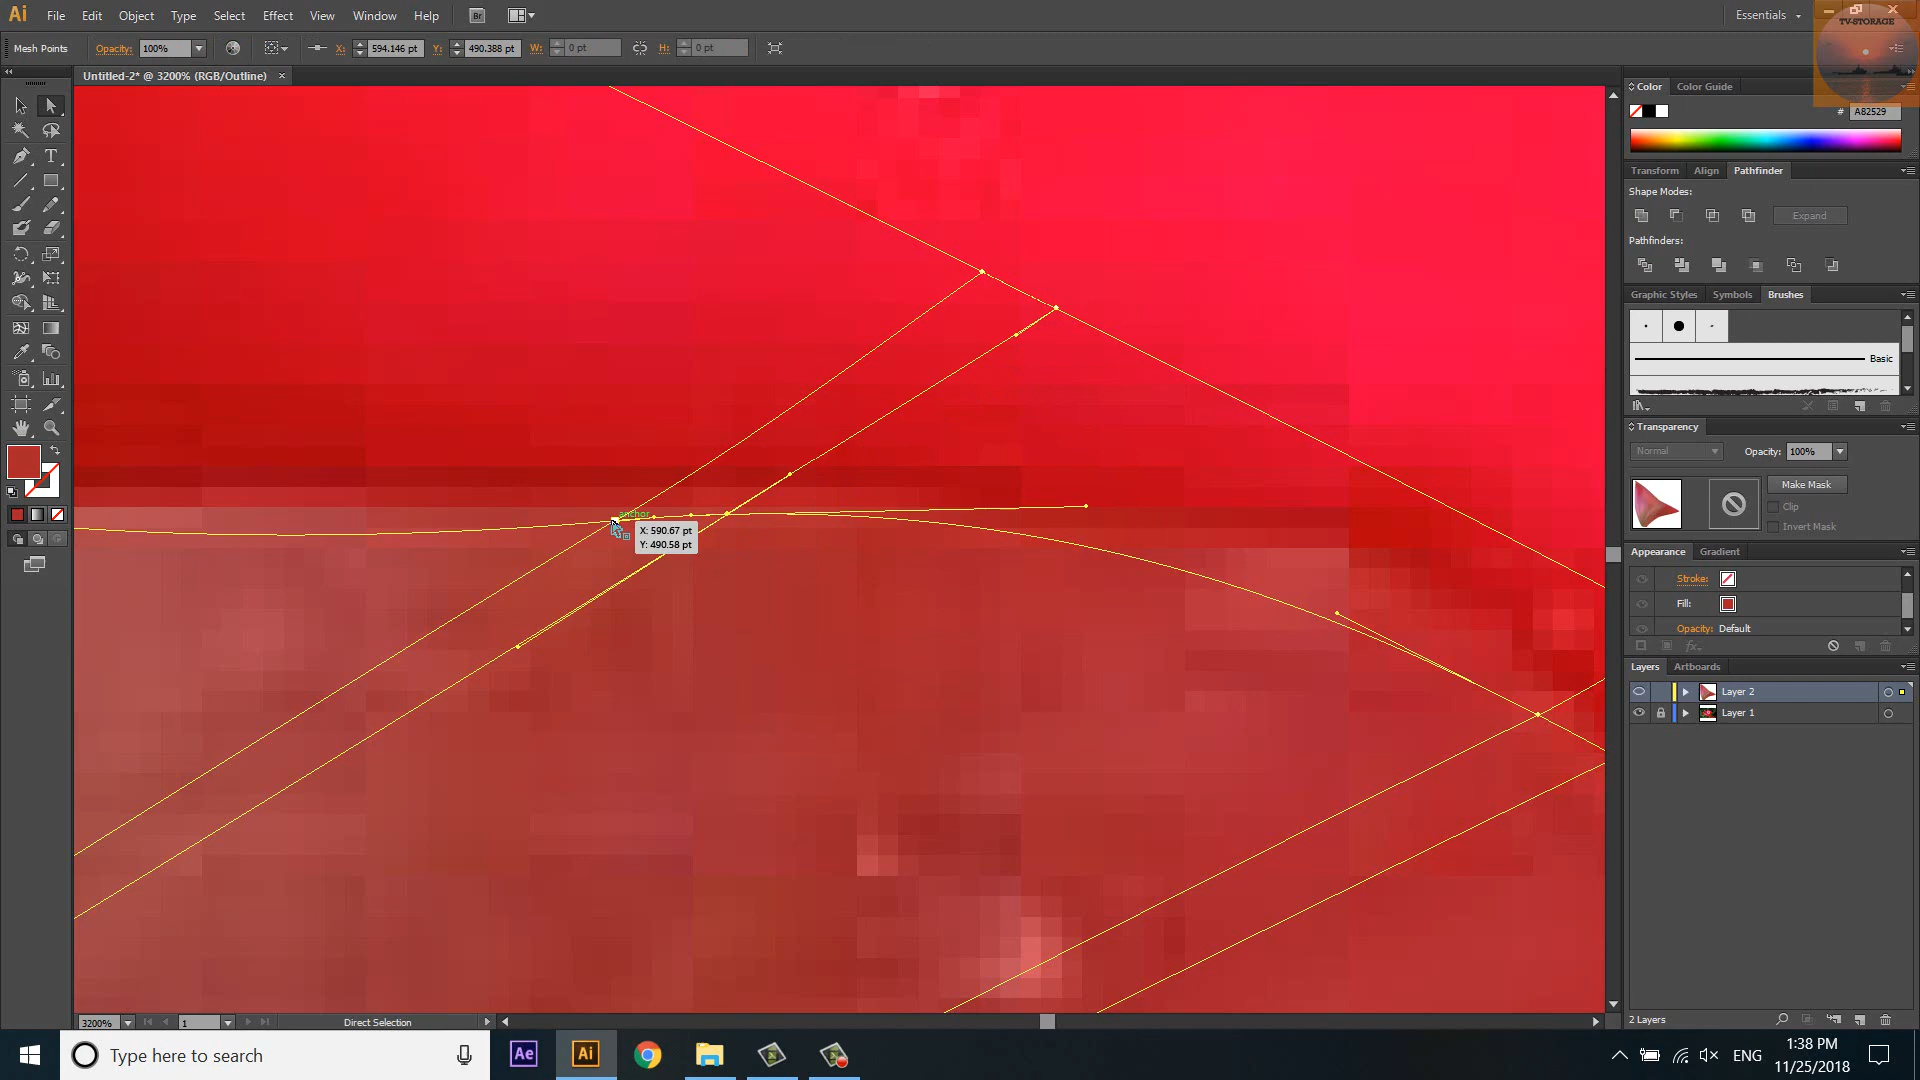 Ai File Edit Object Type Select Effect View Window Help Br Essentials
TV-STORAGE
Mesh Points Opacity: 100% X: 594.146 pt Y: 490.388 pt W: 0 pt H: 0 pt
Untitled-2* @ 3200% (RGB/Outline) ×
Color Color Guide
# A82529
Transform Align Pathfinder
Shape Modes:
Expand
Pathfinders:
Graphic Styles Symbols Brushes
Basic
Transparency
Normal Opacity: 100%
Make Mask
Clip
Invert Mask
anchor
X: 590.67 pt
Y: 490.58 pt
Appearance Gradient
Stroke:
Fill:
Opacity: Default
fx
Layers Artboards
Layer 2
Layer 1
2 Layers
3200% 1 Direct Selection
Type here to search
Ae Ai
ENG
1:38 PM
11/25/2018